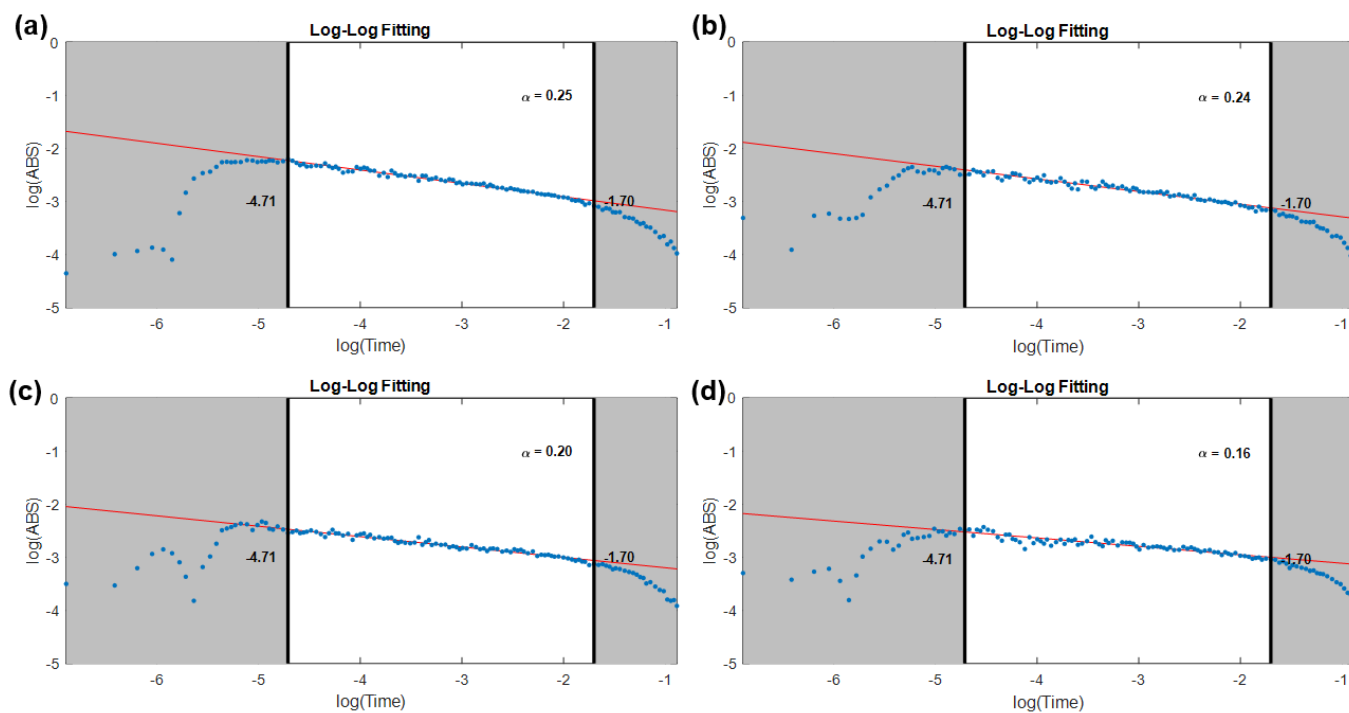 (a)
Log-Log Fitting
0
-1
-2
-3
-4
-5
log(ABS)
α = 0.25
-4.71
-1.70
-6
-5
-4
-3
-2
-1
log(Time)
(b)
Log-Log Fitting
0
-1
-2
-3
-4
-5
log(ABS)
α = 0.24
-4.71
-1.70
-6
-5
-4
-3
-2
-1
log(Time)
(c)
Log-Log Fitting
0
-1
-2
-3
-4
-5
log(ABS)
α = 0.20
-4.71
-1.70
-6
-5
-4
-3
-2
-1
log(Time)
(d)
Log-Log Fitting
0
-1
-2
-3
-4
-5
log(ABS)
α = 0.16
-4.71
-1.70
-6
-5
-4
-3
-2
-1
log(Time)